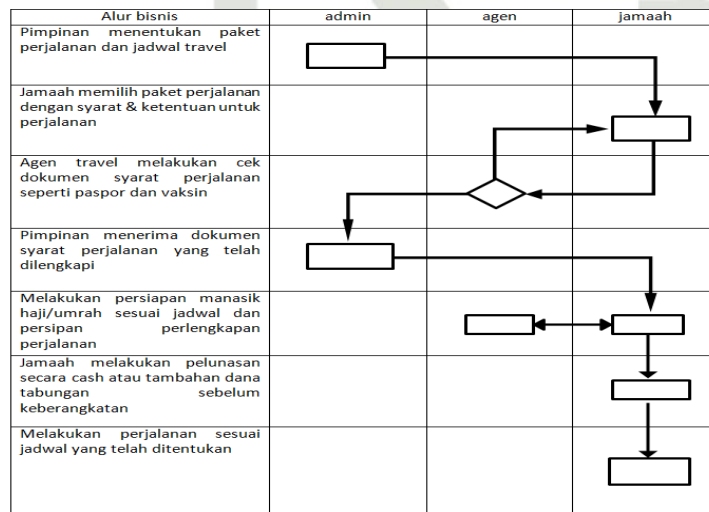 Alur bisnis admin agen jamaah
Pimpinan menentukan paket
perjalanan dan jadwal travel
Jamaah memilih paket perjalanan
dengan syarat & ketentuan untuk
perjalanan
Agen travel melakukan cek
dokumen syarat perjalanan
seperti paspor dan vaksin
Pimpinan menerima dokumen
syarat perjalanan yang telah
dilengkapi
Melakukan persiapan manasik
haji/umrah sesuai jadwal dan
persipan perlengkapan
perjalanan
Jamaah melakukan pelunasan
secara cash atau tambahan dana
tabungan sebelum
keberangkatan
Melakukan perjalanan sesuai
jadwal yang telah ditentukan